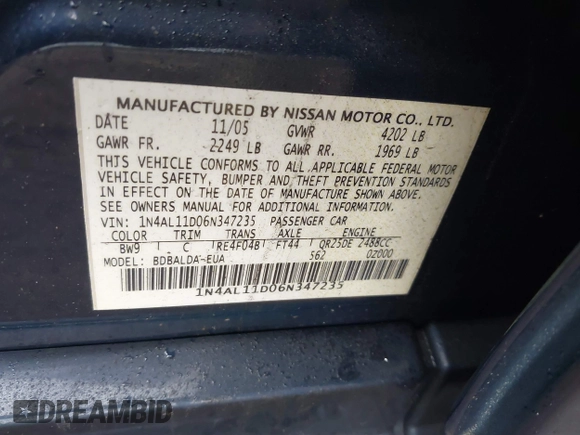 MANUFACTURED BY NISSAN MOTOR CO., LTD.
DATE 11/05 GVWR 4202 LB
GAWR FR. 2249 LB GAWR RR. 1969 LB
THIS VEHICLE CONFORMS TO ALL APPLICABLE FEDERAL MOTOR
VEHICLE SAFETY, BUMPER AND THEFT PREVENTION STANDARDS
IN EFFECT ON THE DATE OF MANUFACTURE SHOWN ABOVE.
SEE OWNERS MANUAL FOR ADDITIONAL INFORMATION.
VIN: 1N4AL11D06N347235 PASSENGER CAR
COLOR TRIM TRANS AXLE ENGINE
BW9 C RE4F04B FT44 QR25DE 2488CC
MODEL: BDBALDA-EUA 562 0Z000
1N4AL11D06N347235
DREAMBID